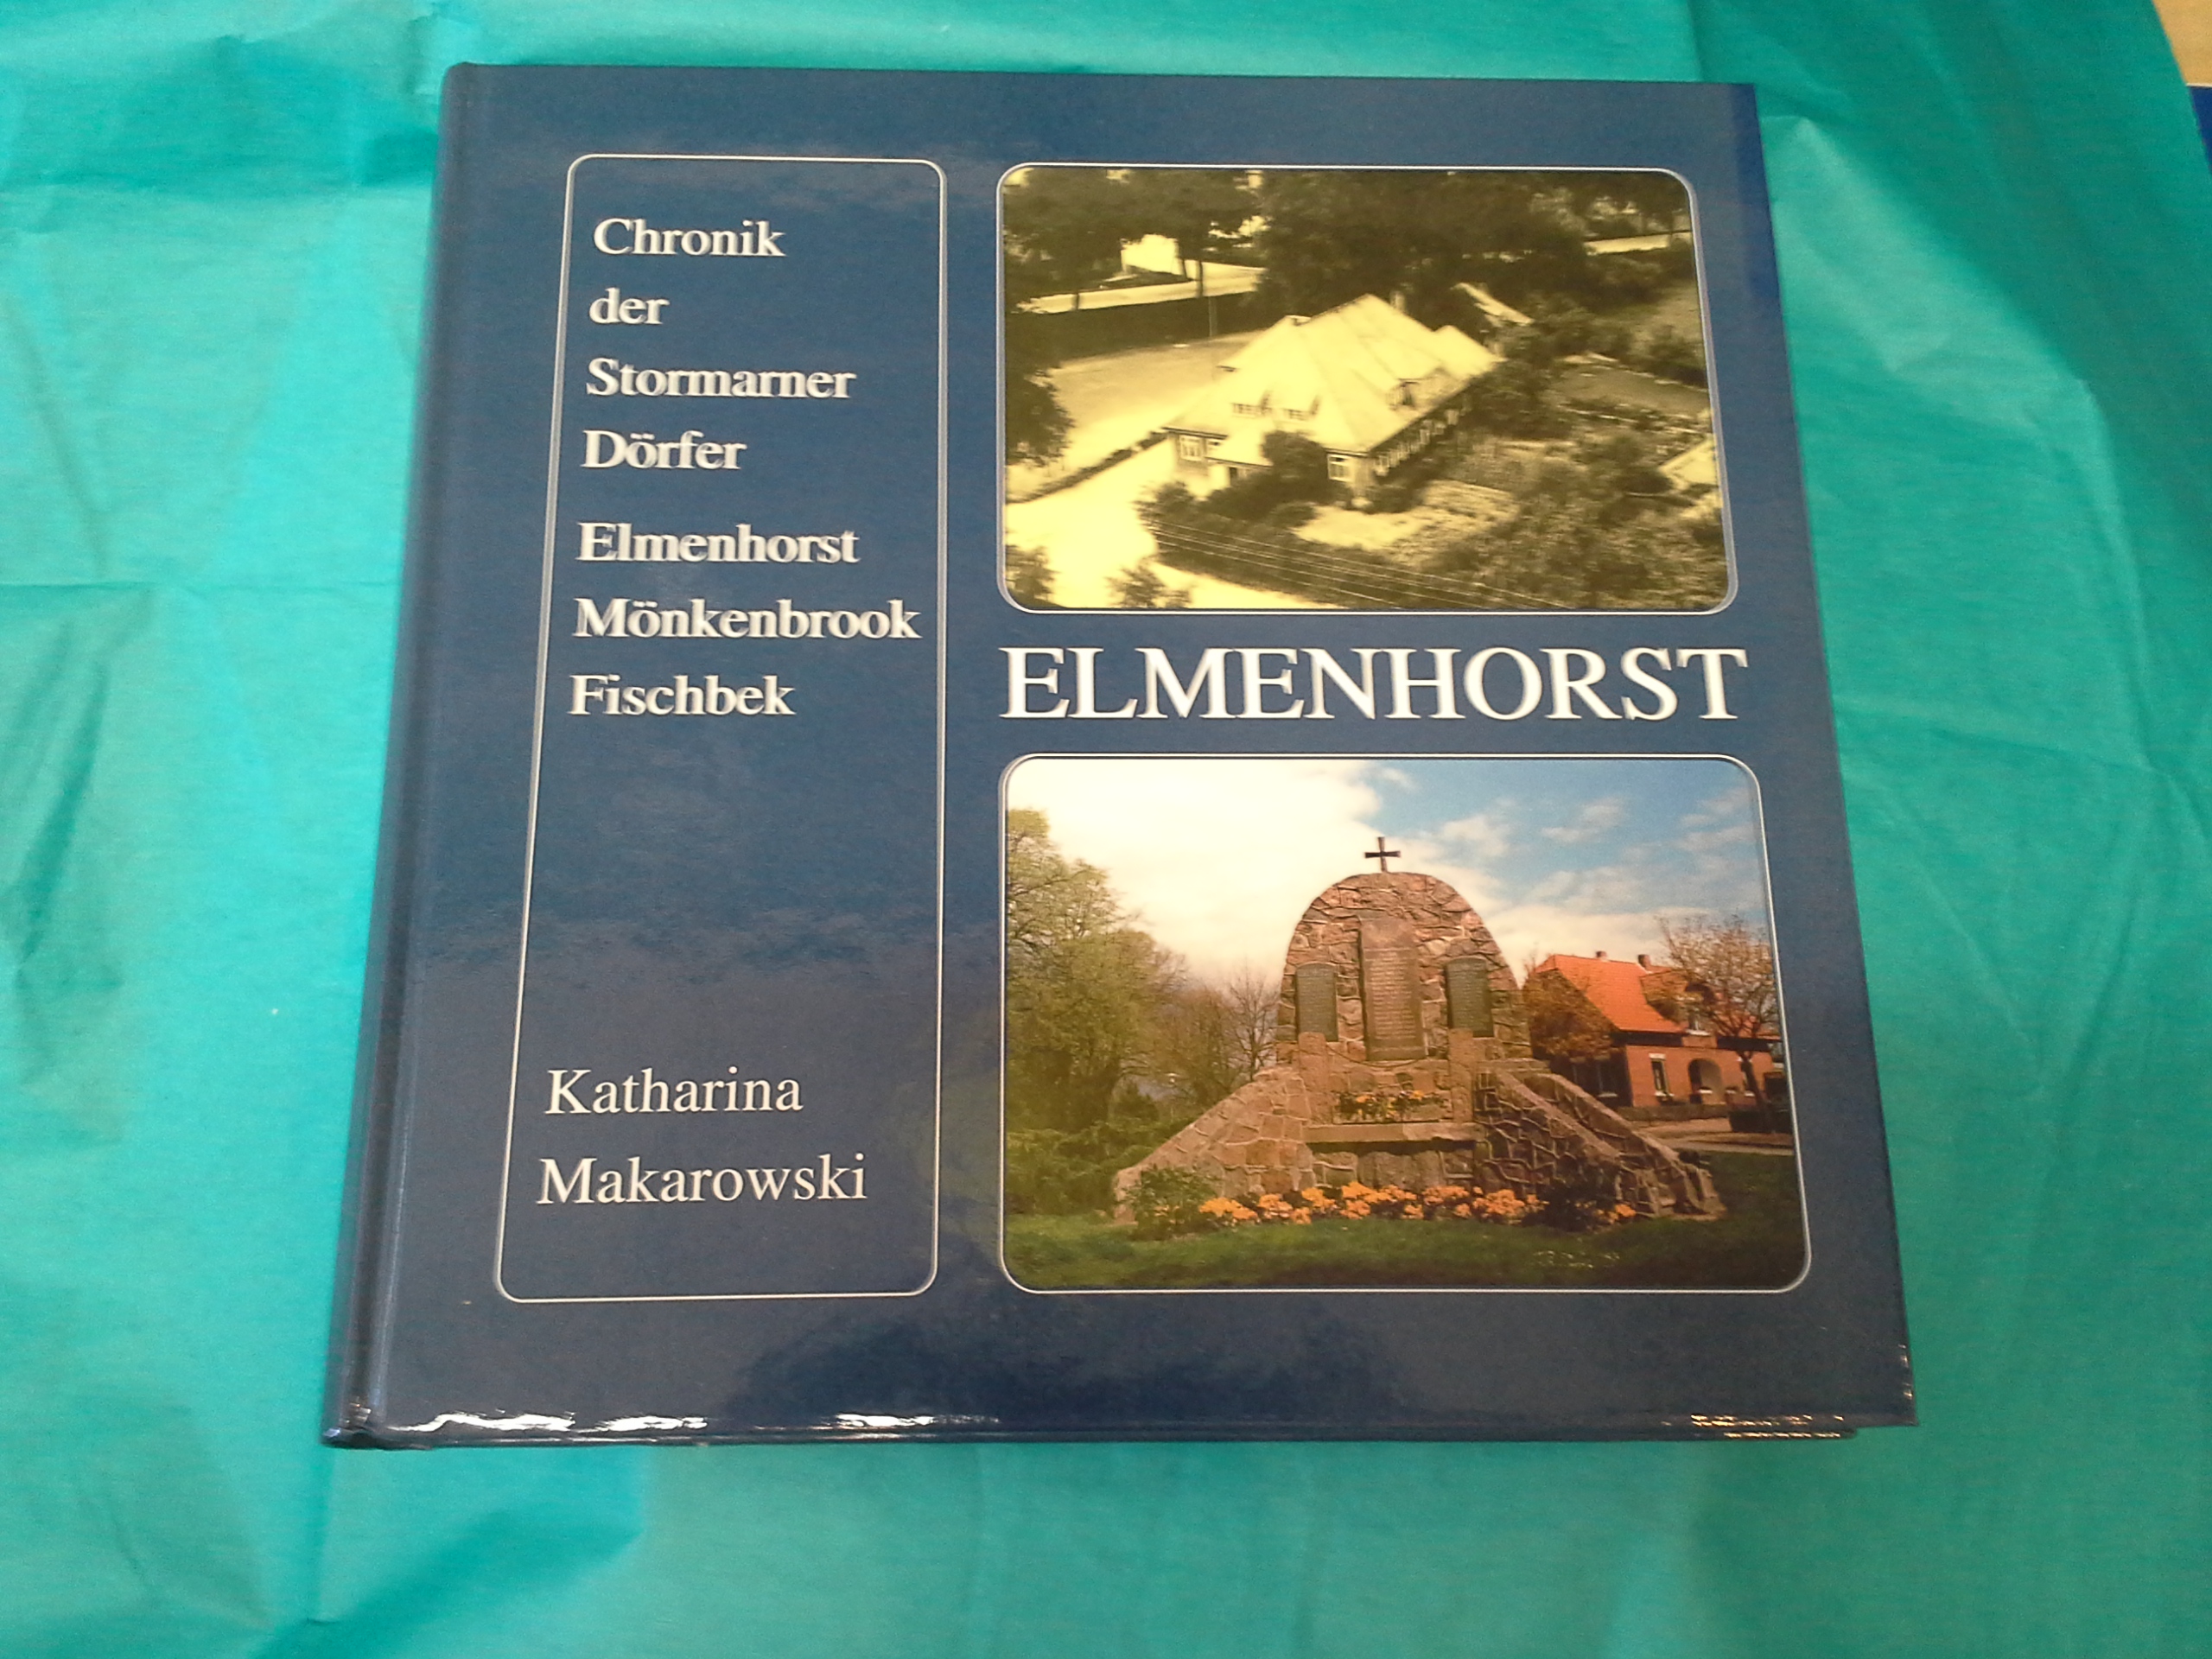 Chronik
der
Stormarner
Dörfer
Elmenhorst
Mönkenbrook
Fischbek
Katharina
Makarowski
ELMENHORST